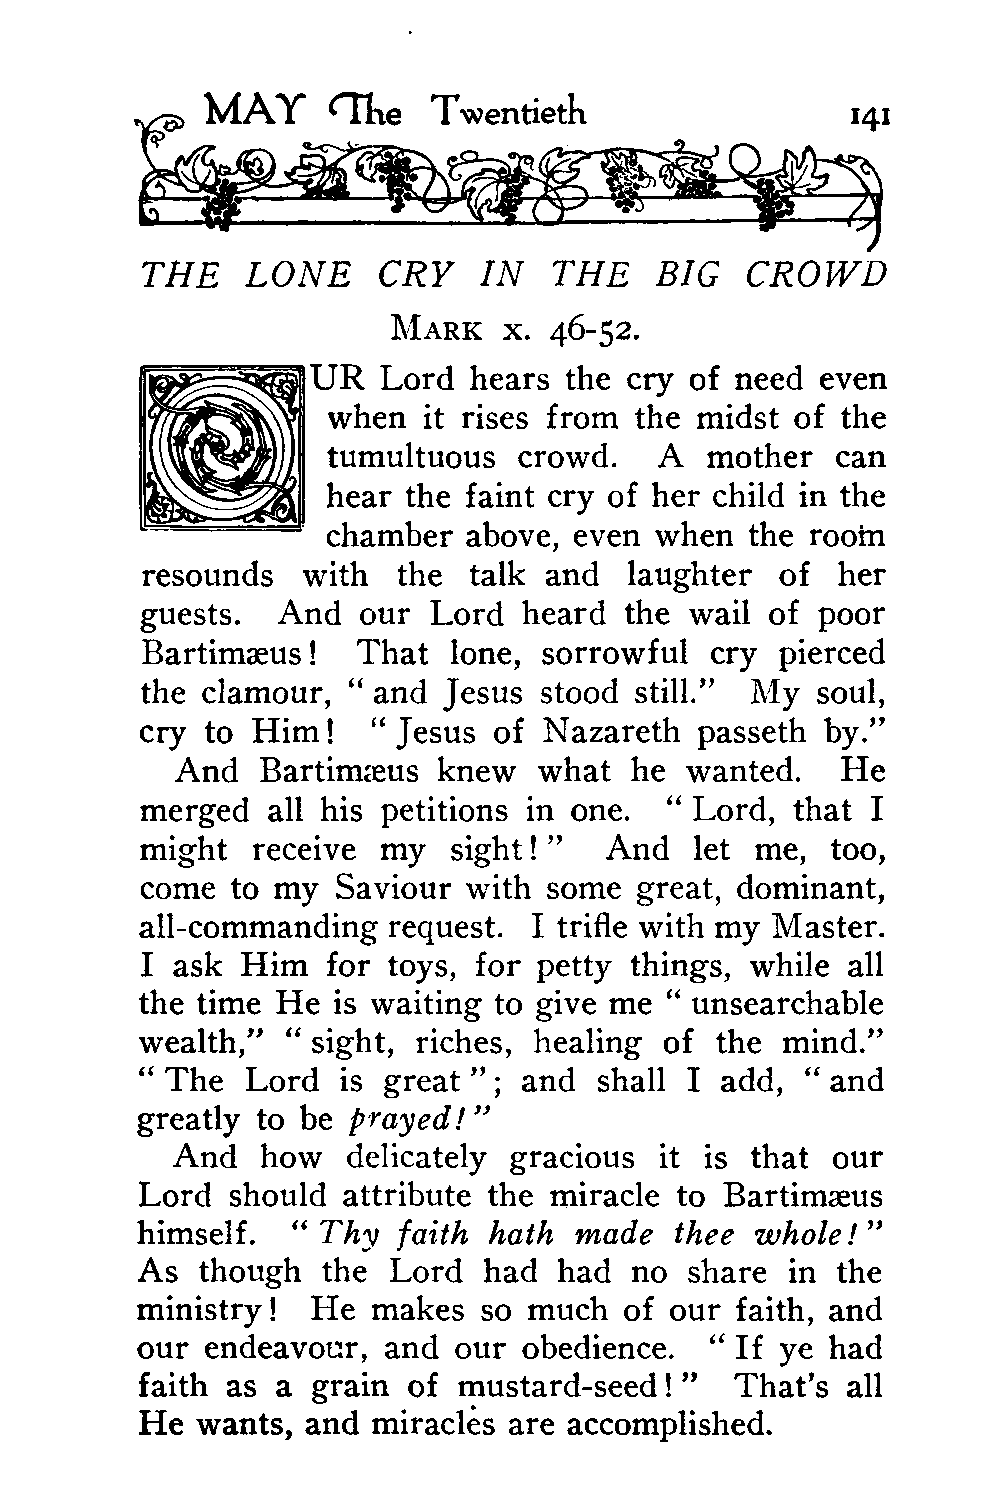 MAY The Twentieth 141
THE LONE CRY IN THE BIG CROWD
MARK x. 46-52.
OUR Lord hears the cry of need even
when it rises from the midst of the
tumultuous crowd. A mother can
hear the faint cry of her child in the
chamber above, even when the room
resounds with the talk and laughter of her
guests. And our Lord heard the wail of poor
Bartimæus! That lone, sorrowful cry pierced
the clamour, “and Jesus stood still.” My soul,
cry to Him! “Jesus of Nazareth passeth by.”
And Bartimæus knew what he wanted. He
merged all his petitions in one. “Lord, that I
might receive my sight!” And let me, too,
come to my Saviour with some great, dominant,
all-commanding request. I trifle with my Master.
I ask Him for toys, for petty things, while all
the time He is waiting to give me “unsearchable
wealth,” “sight, riches, healing of the mind.”
“The Lord is great”; and shall I add, “and
greatly to be prayed!”
And how delicately gracious it is that our
Lord should attribute the miracle to Bartimæus
himself. “Thy faith hath made thee whole!”
As though the Lord had had no share in the
ministry! He makes so much of our faith, and
our endeavour, and our obedience. “If ye had
faith as a grain of mustard-seed!” That's all
He wants, and miracles are accomplished.